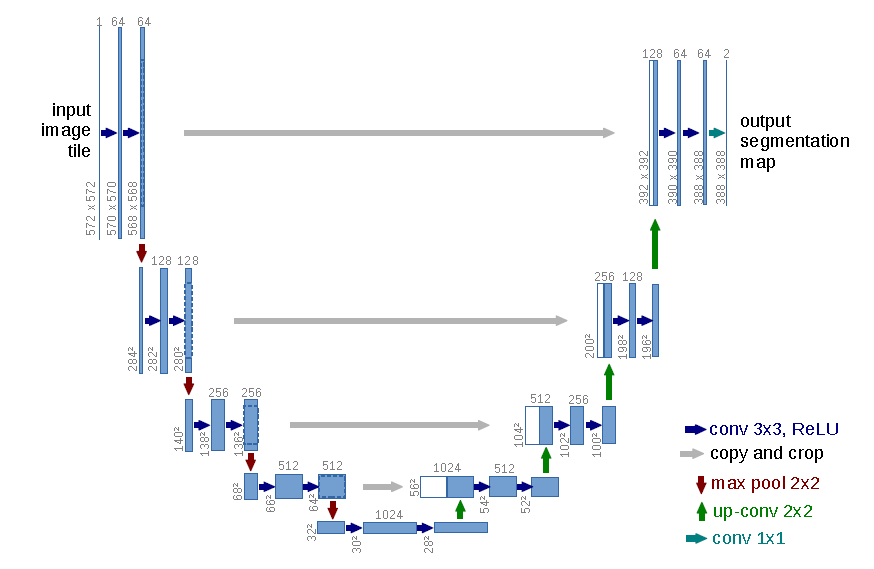 1 64 64
input
image
tile
572 x 572
570 x 570
568 x 568
128 64 64 2
output
segmentation
map
392 x 392
390 x 390
388 x 388
388 x 388
128 128
284²
282²
280²
256 128
200²
198²
196²
256 256
140²
138²
136²
512 256
104²
102²
100²
512 512
68²
66²
64²
1024 512
56²
54²
52²
1024
32²
30²
28²
conv 3x3, ReLU
copy and crop
max pool 2x2
up-conv 2x2
conv 1x1